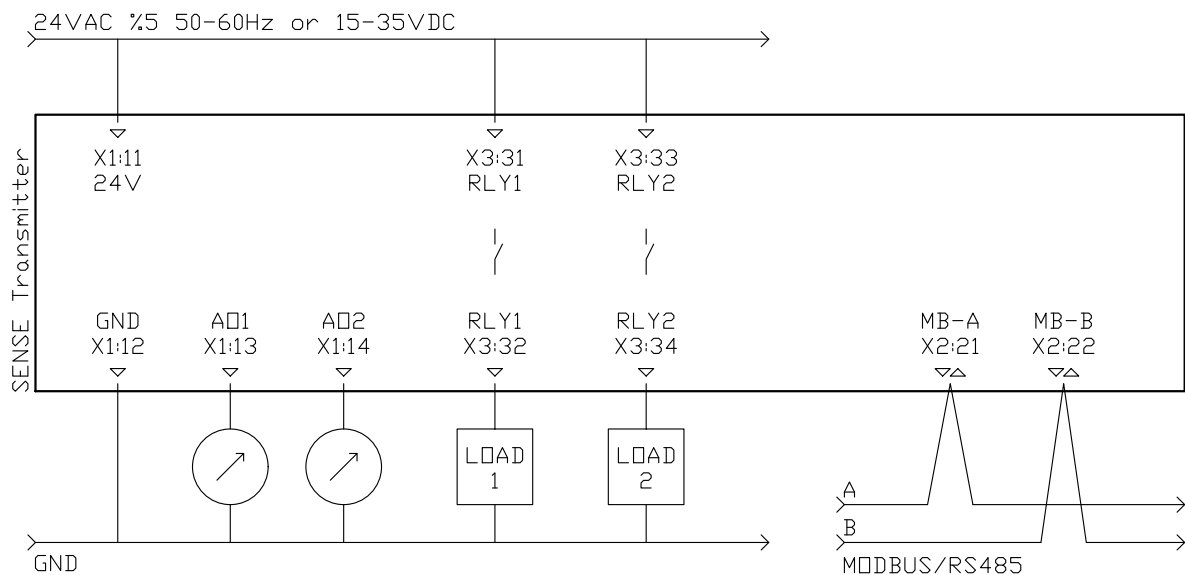 24VAC %5 50-60Hz or 15-35VDC
SENSE Transmitter
X1:11
24V
X3:31
RLY1
X3:33
RLY2
GND
X1:12
AO1
X1:13
AO2
X1:14
RLY1
X3:32
RLY2
X3:34
MB-A
X2:21
MB-B
X2:22
LOAD
1
LOAD
2
A
B
GND
MODBUS/RS485